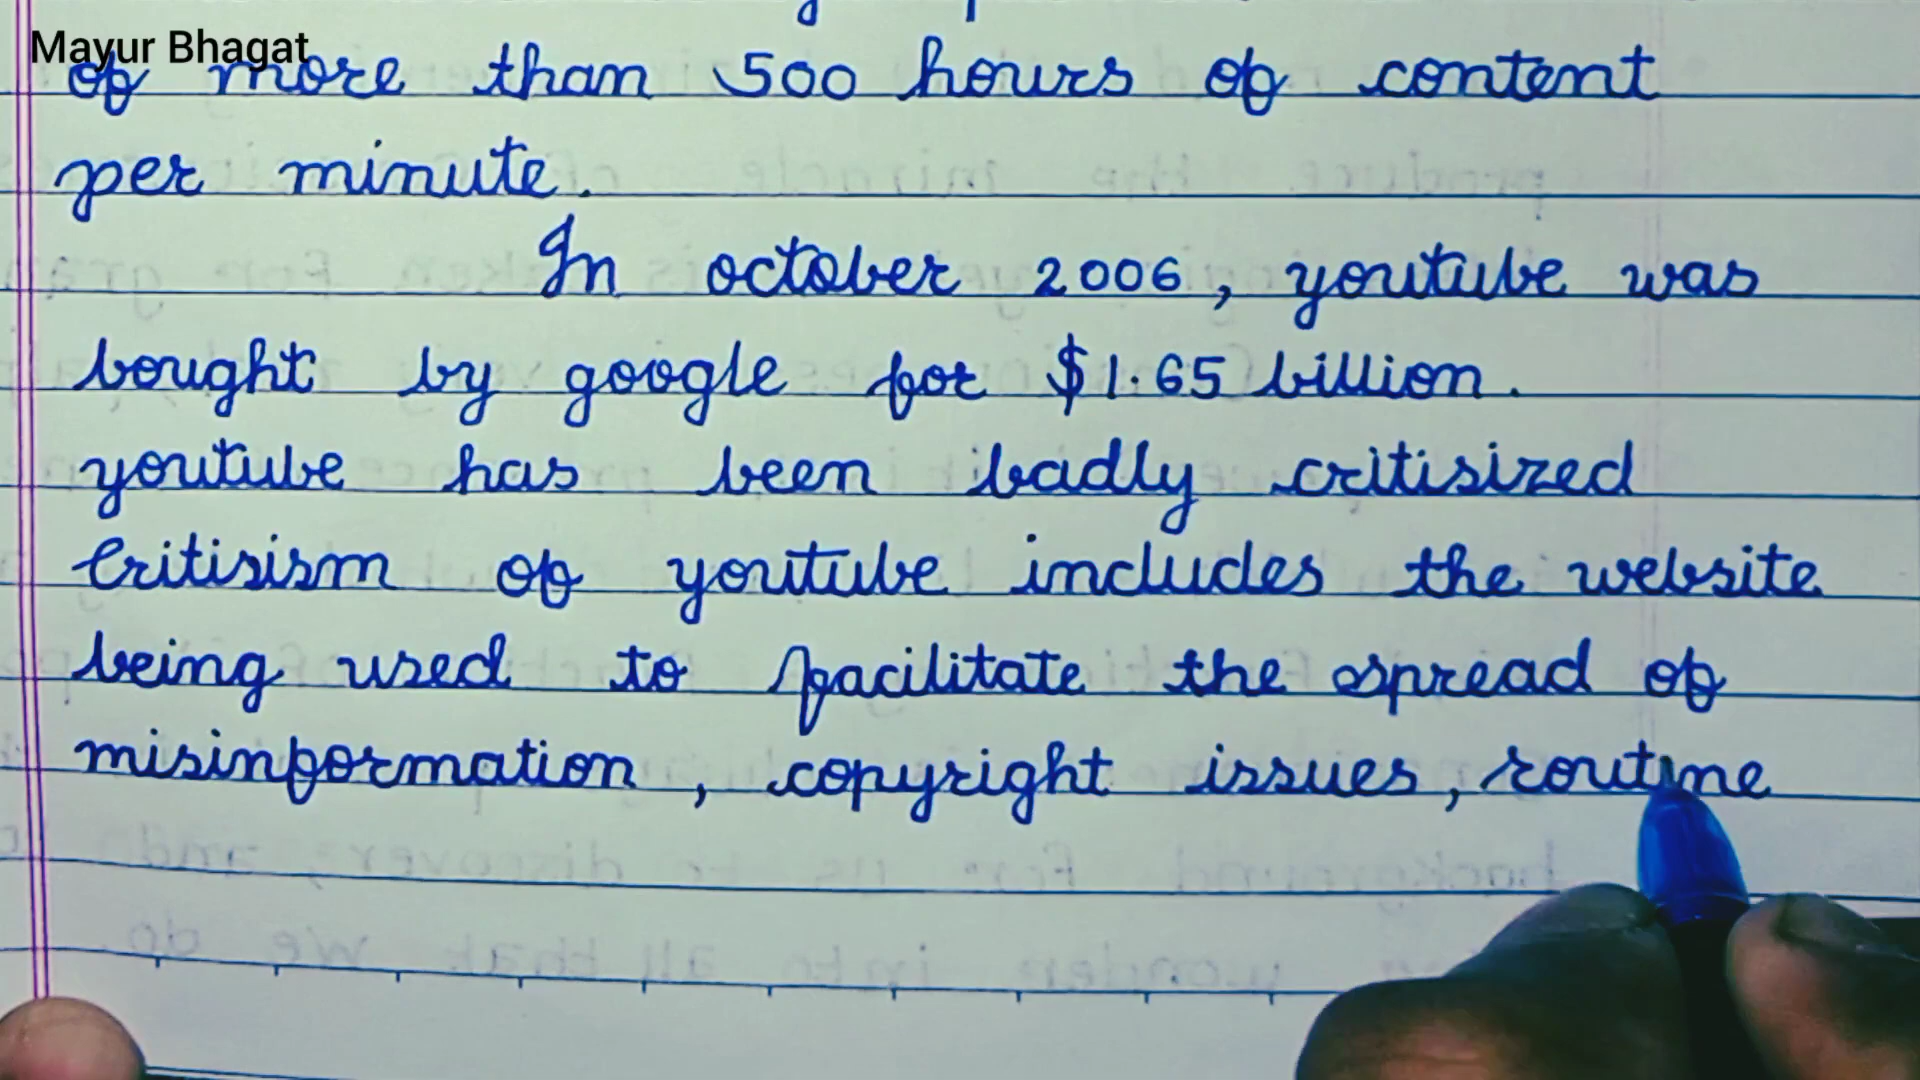 Mayur Bhagat
of more than 500 hours of content
per minute.
In october 2006, youtube was
bought by google for $1.65 billion.
youtube has been badly critisized
Critisism of youtube includes the website
being used to facilitate the spread of
misinformation, copyright issues, routine